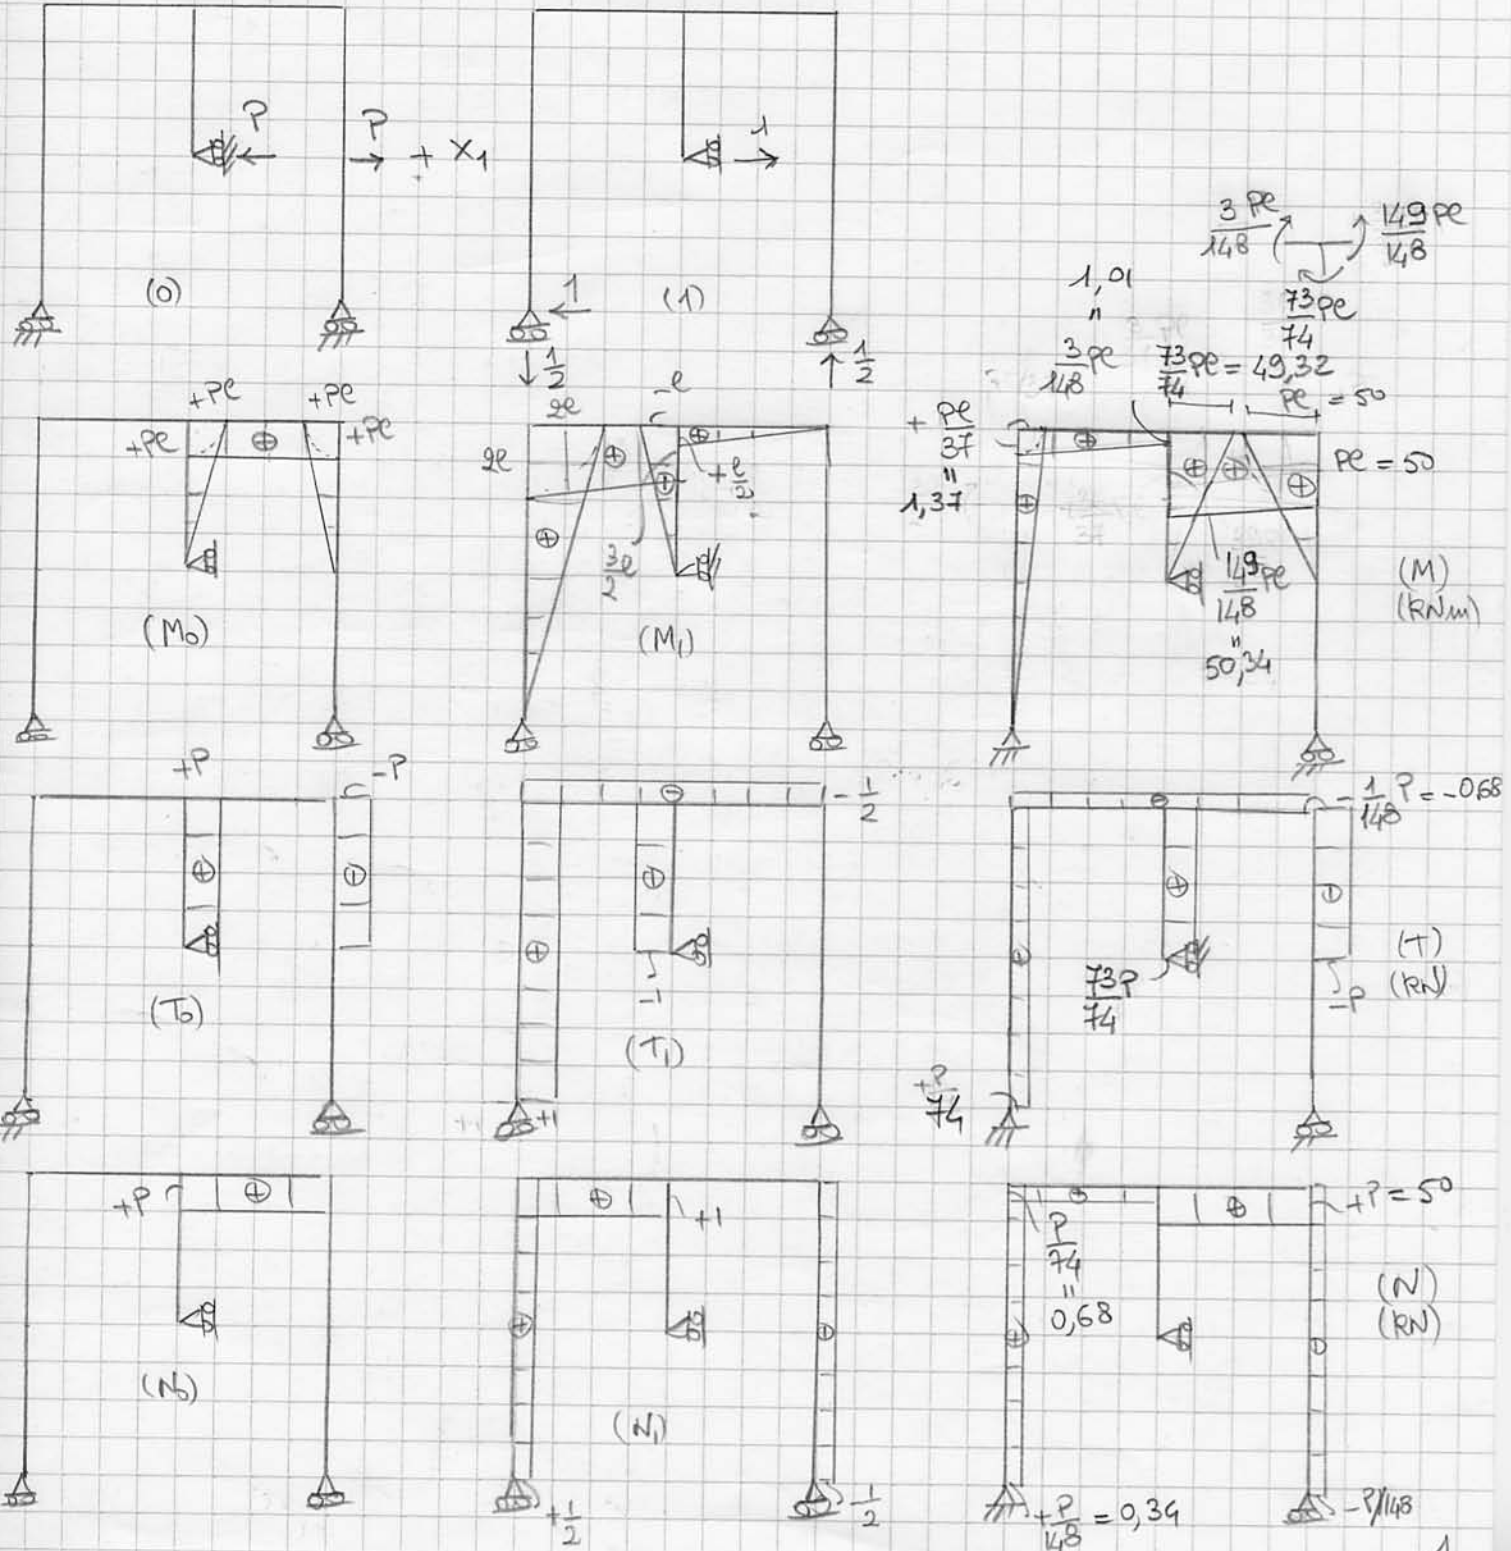 P
P
+ X₁
1
(0)
1
(1)
1/2
1/2
3/148 Pℓ
149/148 Pℓ
73/74 Pℓ
1,01
"
3/148 Pℓ
73/74 Pℓ = 49,32
Pℓ = 50
+Pℓ
+Pℓ
+Pℓ
+Pℓ
⊕
(M₀)
2ℓ
-ℓ
2ℓ
⊕
⊕
⊕
⊕
+ℓ/2
3/2 ℓ
(M₁)
+ Pℓ/37
"
1,37
⊕
⊕
⊕
⊕
⊕
Pℓ = 50
149/148 Pℓ
"
50,34
(M)
(kNm)
+P
-P
⊕
(T₀)
⊖
-1/2
⊕
-1
+1
(T₁)
-1/148 P = -0,68
⊕
73P/74
-P
+P/74
(T)
(kN)
+P
⊕
(N₀)
⊕
+1
⊕
+1/2
-1/2
(N₁)
⊕
P/74
"
0,68
⊕
+P = 50
⊕
+P/148 = 0,34
-P/148
(N)
(kN)
1